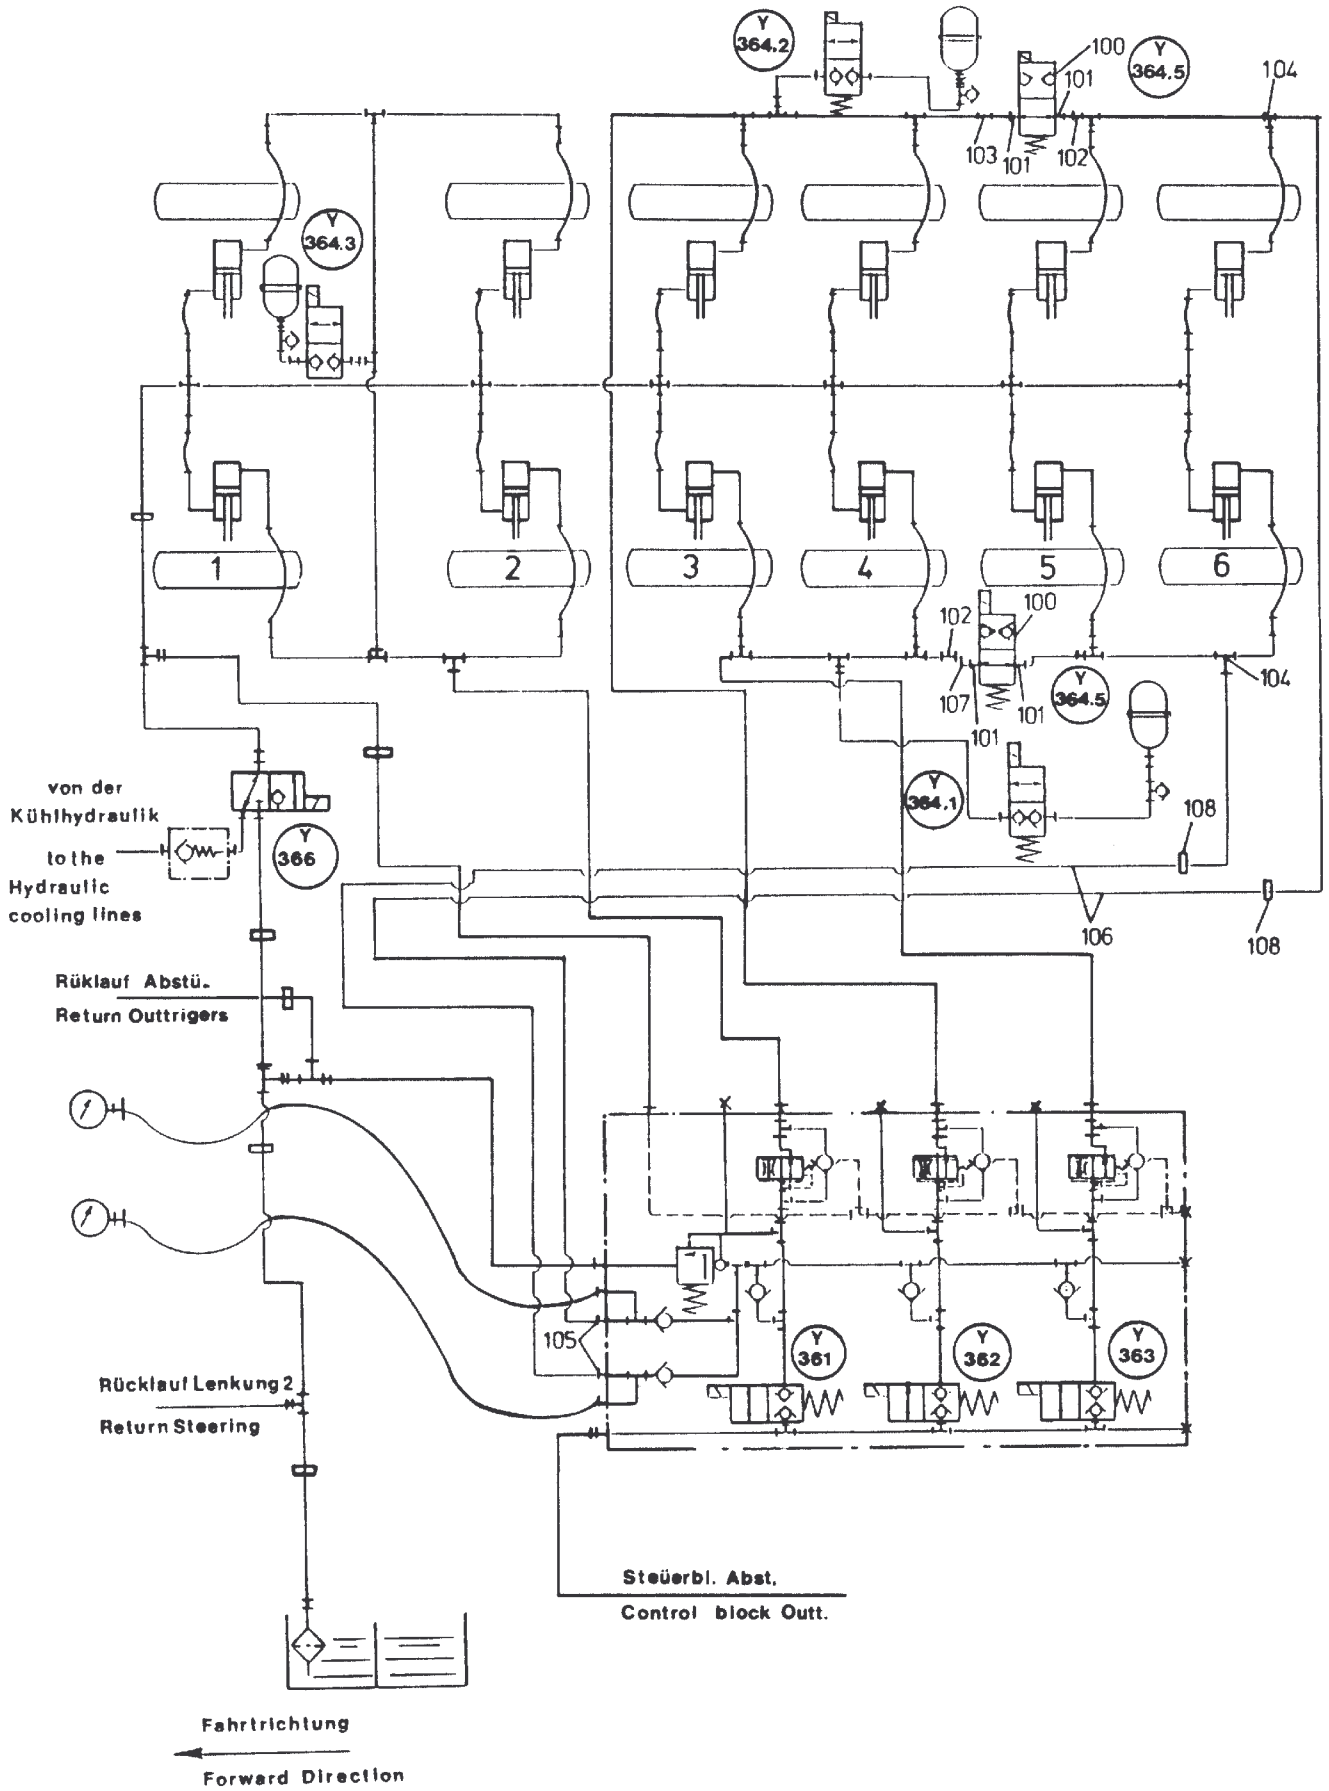 Y
364.2
100
Y
364.5
101
104
103
101
102
Y
364.3
1
2
3
4
5
6
102
100
107
101
101
Y
364.5
104
Y
364.1
108
von der
Kühlhydraulik
to the
Hydraulic
cooling lines
Y
366
106
108
Rüklauf Abstü.
Return Outtrigers
105
Y
361
Y
362
Y
363
Rücklauf Lenkung 2
Return Steering
Steüerbl. Abst.
Control block Outt.
Fahrtrichtung
Forward Direction